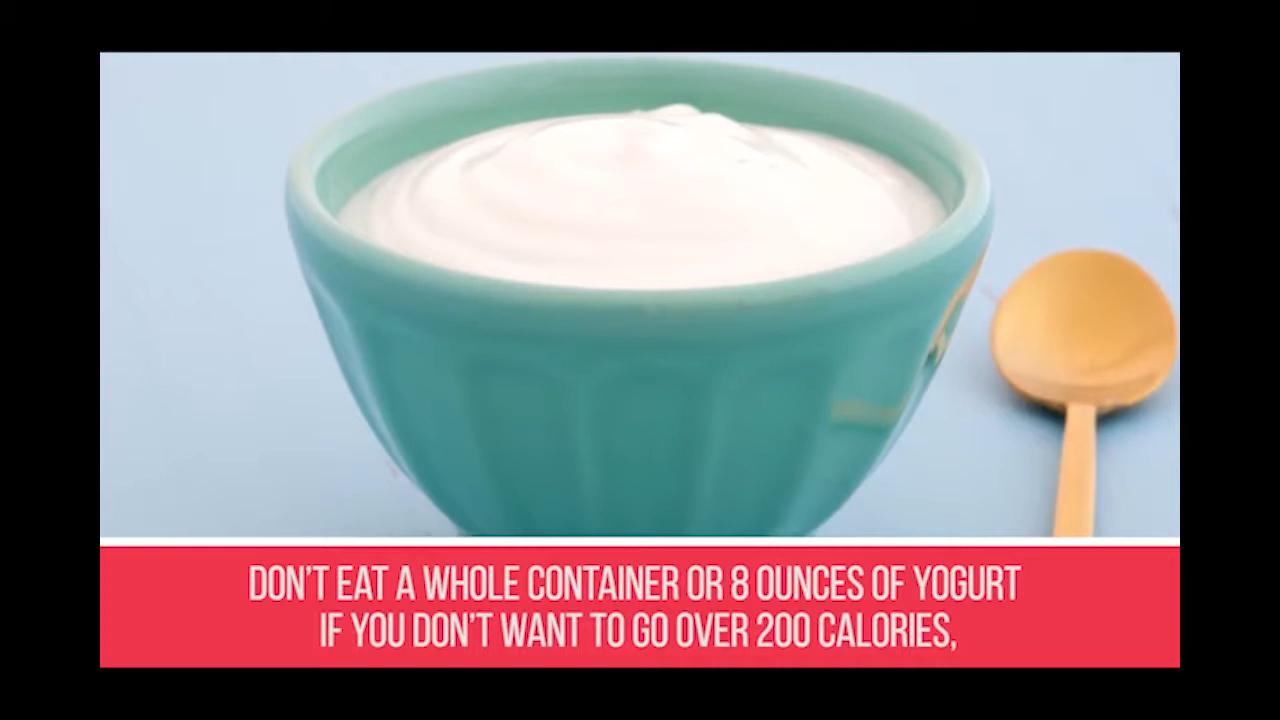 DON'T EAT A WHOLE CONTAINER OR 8 OUNCES OF YOGURT
IF YOU DON'T WANT TO GO OVER 200 CALORIES,